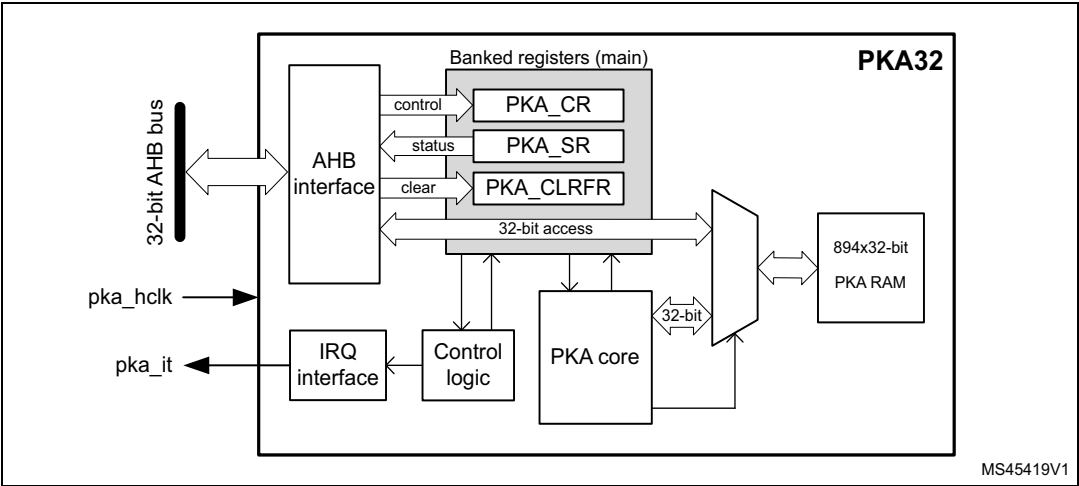 PKA32
Banked registers (main)
32-bit AHB bus
AHB
interface
control
PKA_CR
status
PKA_SR
clear
PKA_CLRFR
32-bit access
894x32-bit
PKA RAM
pka_hclk
32-bit
PKA core
pka_it
IRQ
interface
Control
logic
MS45419V1